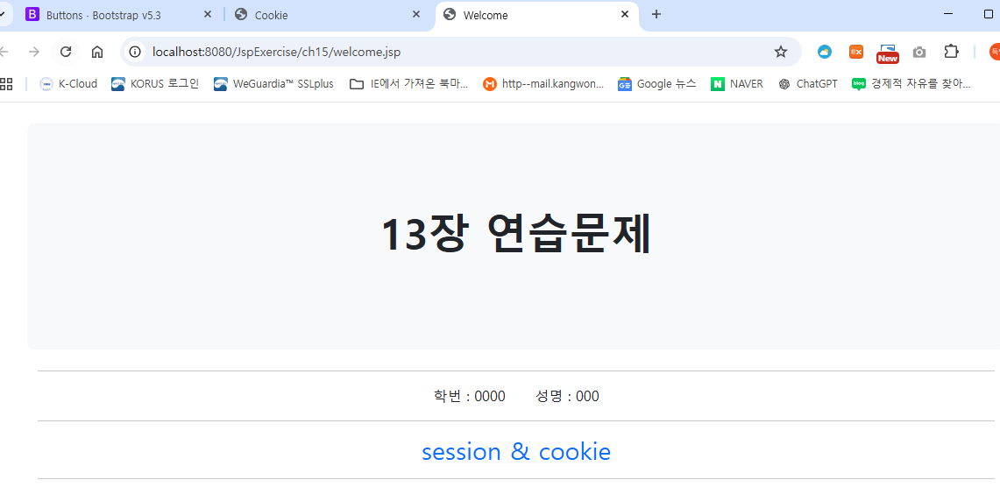 Buttons · Bootstrap v5.3
Cookie
Welcome
localhost:8080/JspExercise/ch15/welcome.jsp
New
K-Cloud
KORUS 로그인
WeGuardia™ SSLplus
IE에서 가져온 북마...
http--mail.kangwon...
Google 뉴스
NAVER
ChatGPT
경제적 자유를 찾아...
13장 연습문제
학번 : 0000 성명 : 000
session & cookie